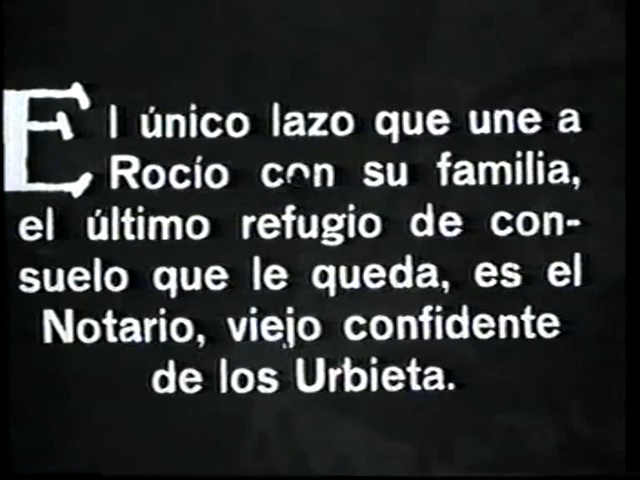 El único lazo que une a
Rocío con su familia,
el último refugio de con-
suelo que le queda, es el
Notario, viejo confidente
de los Urbieta.